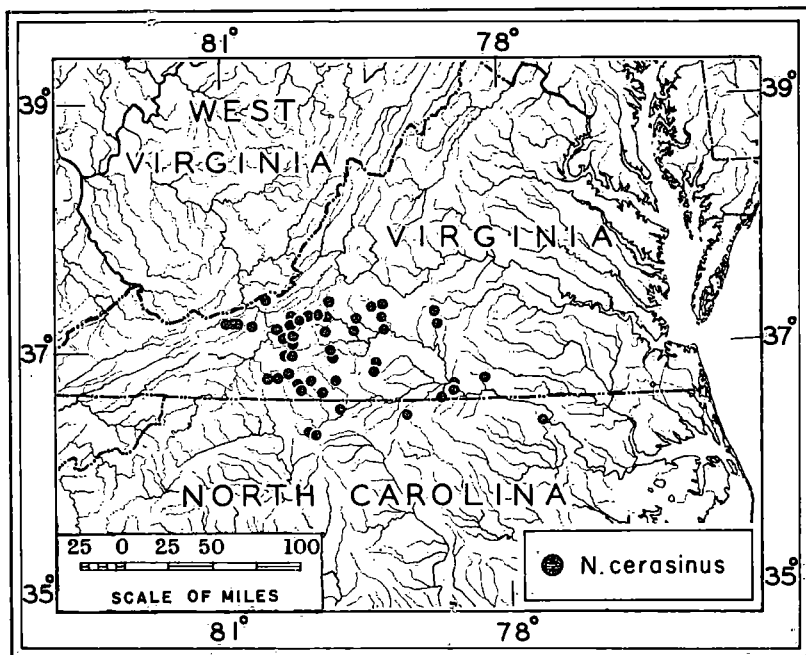 81° 78°
39° 39°
WEST
VIRGINIA
VIRGINIA
37° 37°
NORTH CAROLINA
25 0 25 50 100
SCALE OF MILES
N. cerasinus
35° 35°
81° 78°